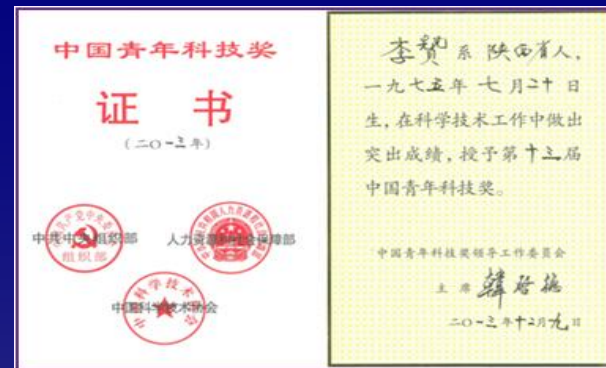 中国青年科技奖
证 书
(二〇一三年)
中共中央组织部
组织部
人力资源和社会保障部
中国科学技术协会
李赞 系 陕西省人,
一九七五年 七 月二十 日
生,在科学技术工作中做出
突出成绩,授予第十三届
中国青年科技奖。
中国青年科技奖领导工作委员会
主 席 韩启德
二〇一三年十二月九日